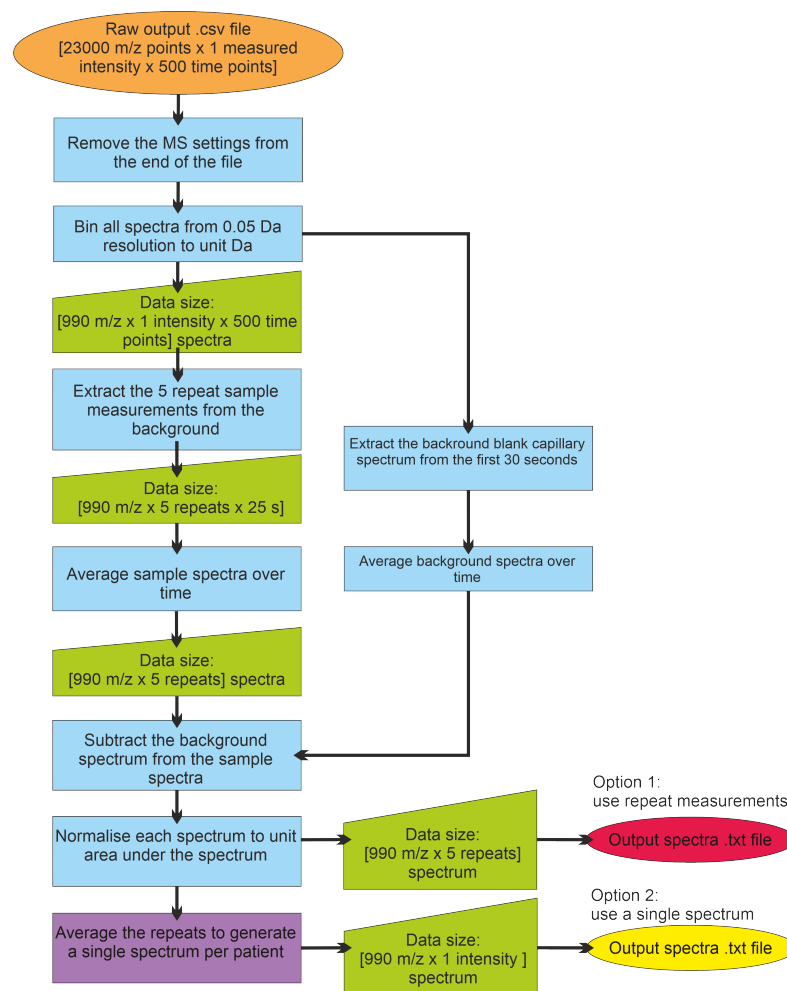 Raw output .csv file
[23000 m/z points x 1 measured
intensity x 500 time points]
Remove the MS settings from
the end of the file
Bin all spectra from 0.05 Da
resolution to unit Da
Data size:
[990 m/z x 1 intensity x 500 time
points] spectra
Extract the 5 repeat sample
measurements from the
background
Extract the backround blank capillary
spectrum from the first 30 seconds
Data size:
[990 m/z x 5 repeats x 25 s]
Average sample spectra over
time
Average background spectra over
time
Data size:
[990 m/z x 5 repeats] spectra
Subtract the background
spectrum from the sample
spectra
Normalise each spectrum to unit
area under the spectrum
Data size:
[990 m/z x 5 repeats]
spectrum
Option 1:
use repeat measurements
Output spectra .txt file
Average the repeats to generate
a single spectrum per patient
Data size:
[990 m/z x 1 intensity ]
spectrum
Option 2:
use a single spectrum
Output spectra .txt file